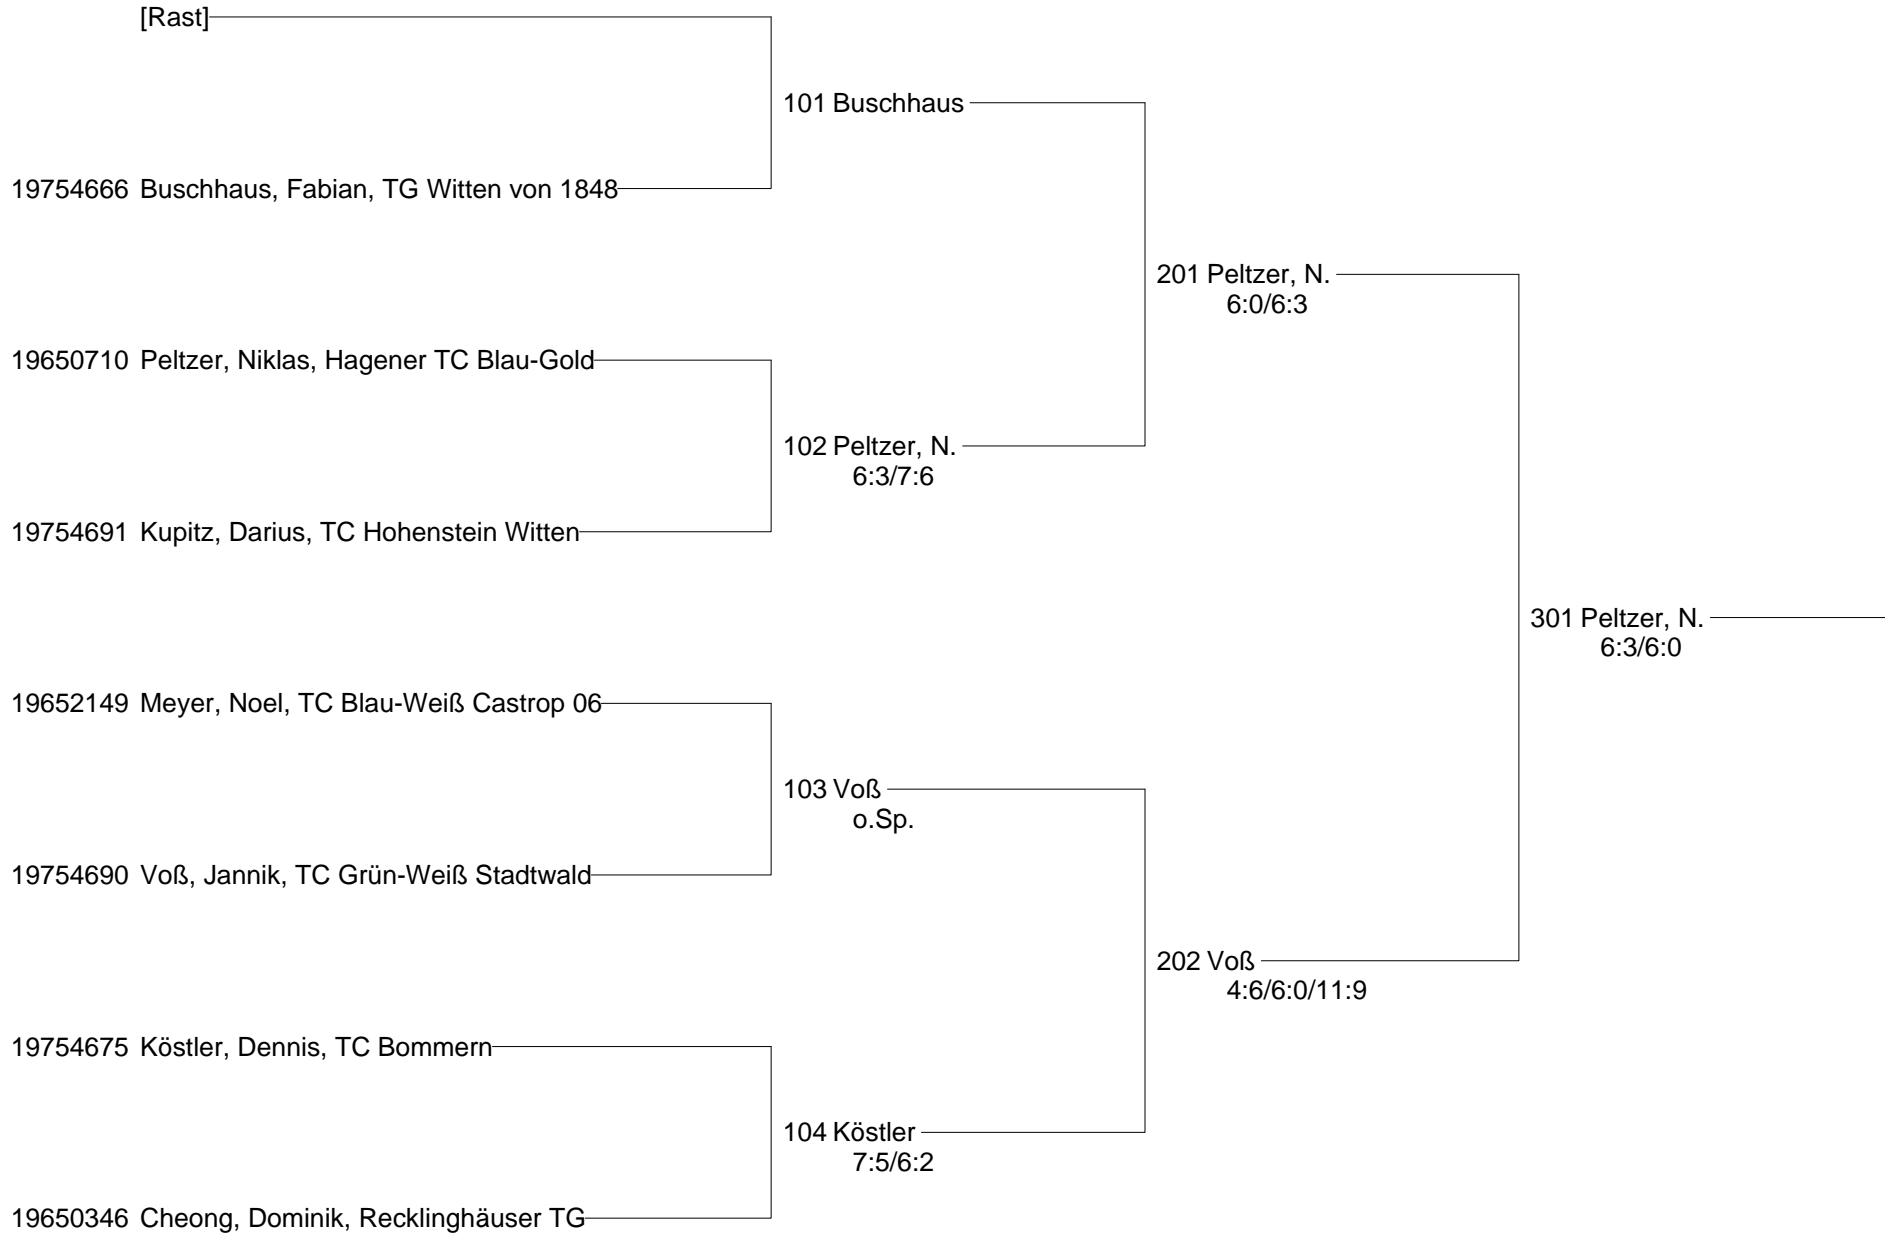 [Rast]
101 Buschhaus
19754666 Buschhaus, Fabian, TG Witten von 1848
201 Peltzer, N.
6:0/6:3
19650710 Peltzer, Niklas, Hagener TC Blau-Gold
102 Peltzer, N.
6:3/7:6
19754691 Kupitz, Darius, TC Hohenstein Witten
301 Peltzer, N.
6:3/6:0
19652149 Meyer, Noel, TC Blau-Weiß Castrop 06
103 Voß
o.Sp.
19754690 Voß, Jannik, TC Grün-Weiß Stadtwald
202 Voß
4:6/6:0/11:9
19754675 Köstler, Dennis, TC Bommern
104 Köstler
7:5/6:2
19650346 Cheong, Dominik, Recklinghäuser TG